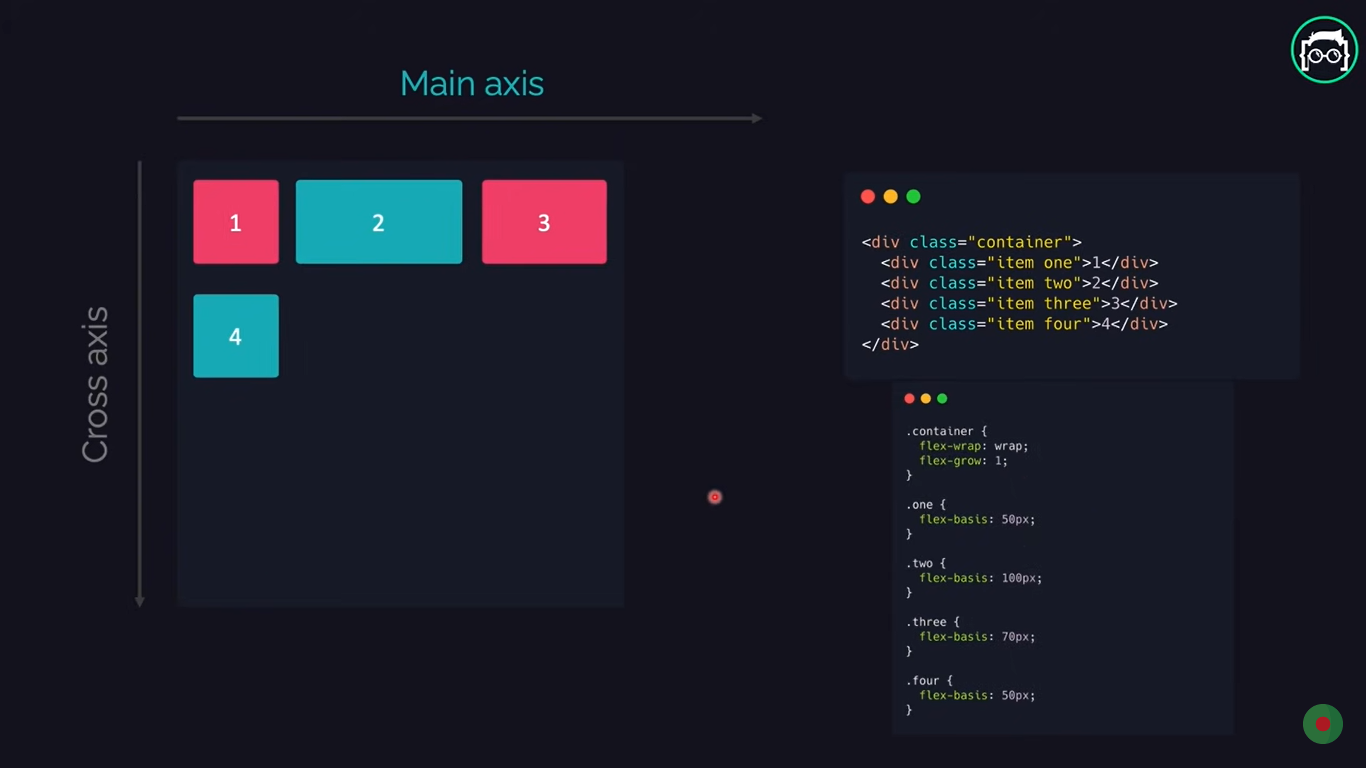 Main axis
Cross axis
1
2
3
4
<div class="container">
<div class="item one">1</div>
<div class="item two">2</div>
<div class="item three">3</div>
<div class="item four">4</div>
</div>
.container {
flex-wrap: wrap;
flex-grow: 1;
}
.one {
flex-basis: 50px;
}
.two {
flex-basis: 100px;
}
.three {
flex-basis: 70px;
}
.four {
flex-basis: 50px;
}